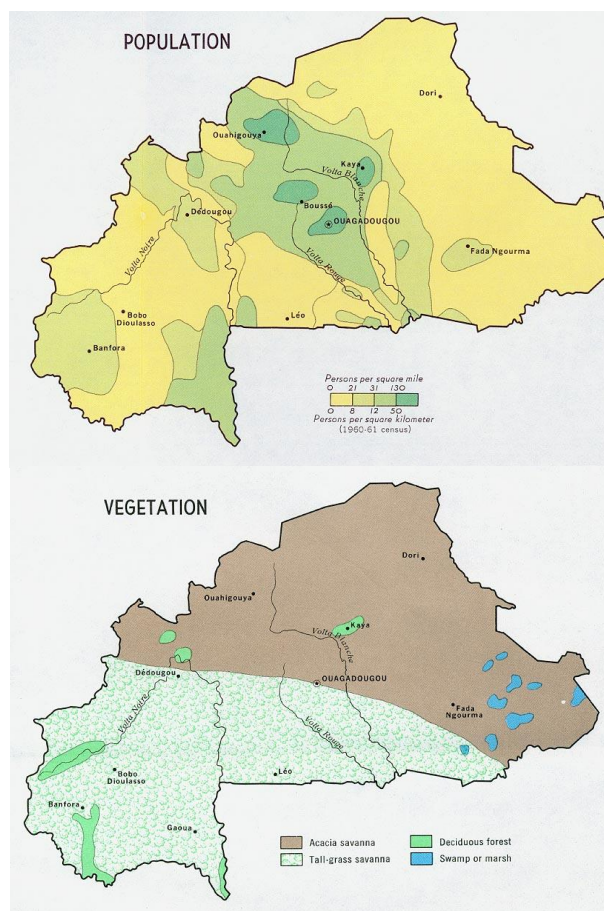 POPULATION
Dori
Ouahigouya
Kaya
Volta Blanche
Boussé
OUAGADOUGOU
Dédougou
Volta Noire
Volta Rouge
Fada Ngourma
Bobo
Dioulasso
Léo
Banfora
Persons per square mile
0 21 31 130
0 8 12 50
Persons per square kilometer
(1960-61 census)
VEGETATION
Dori
Ouahigouya
Kaya
Volta Blanche
Dédougou
OUAGADOUGOU
Volta Noire
Fada
Ngourma
Volta Rouge
Bobo
Dioulasso
Léo
Banfora
Gaoua
Acacia savanna
Deciduous forest
Tall-grass savanna
Swamp or marsh